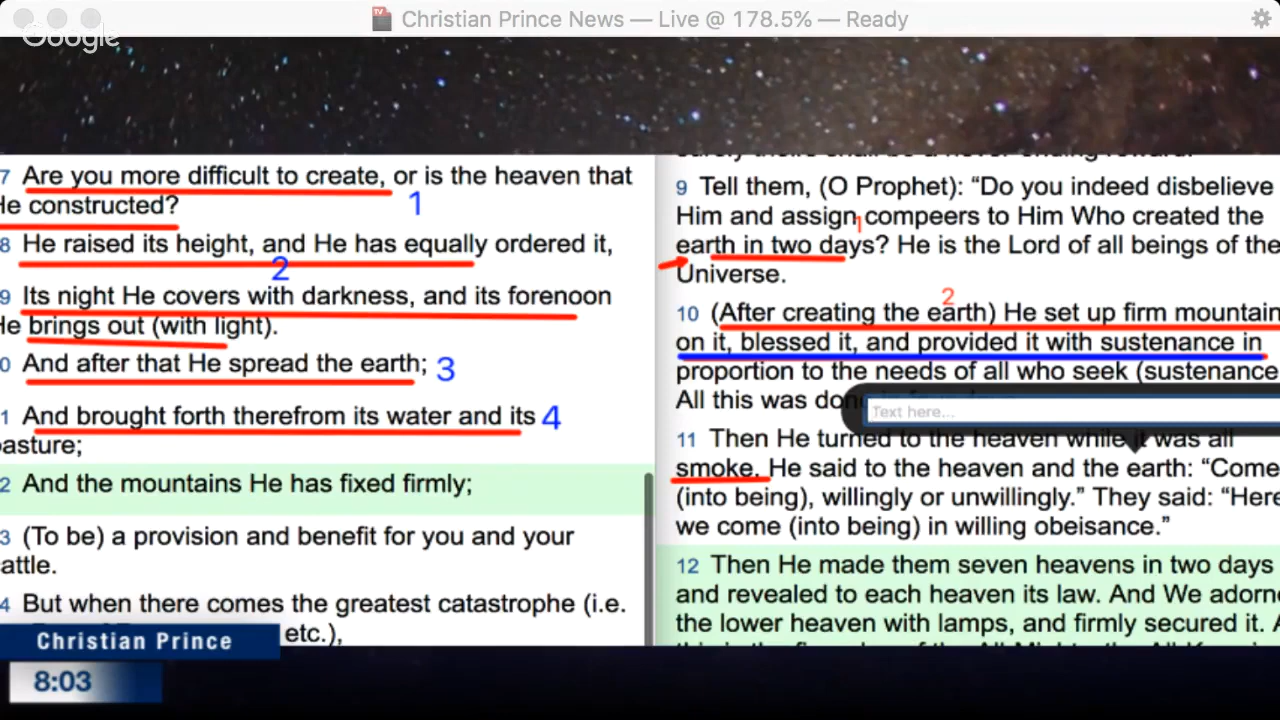 Christian Prince News — Live @ 178.5% — Ready
Google
7 Are you more difficult to create, or is the heaven that
He constructed?
1
8 He raised its height, and He has equally ordered it,
2
9 Its night He covers with darkness, and its forenoon
He brings out (with light).
0 And after that He spread the earth; 3
1 And brought forth therefrom its water and its 4
pasture;
2 And the mountains He has fixed firmly;
3 (To be) a provision and benefit for you and your
attle.
4 But when there comes the greatest catastrophe (i.e.
etc.),
9 Tell them, (O Prophet): “Do you indeed disbelieve
Him and assign compeers to Him Who created the
1
earth in two days? He is the Lord of all beings of the
Universe.
2
10 (After creating the earth) He set up firm mountain
on it, blessed it, and provided it with sustenance in
proportion to the needs of all who seek (sustenance
All this was don
Text here...
11 Then He turned to the heaven while it was all
smoke. He said to the heaven and the earth: “Come
(into being), willingly or unwillingly.” They said: “Here
we come (into being) in willing obeisance.”
12 Then He made them seven heavens in two days
and revealed to each heaven its law. And We adorne
the lower heaven with lamps, and firmly secured it. A
Christian Prince
8:03